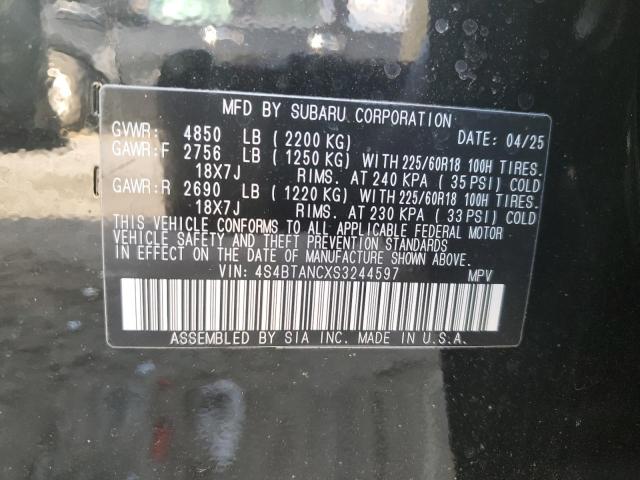 MFD BY SUBARU CORPORATION
GVWR: 4850 LB (2200 KG) DATE: 04/25
GAWR:F 2756 LB (1250 KG) WITH 225/60R18 100H TIRES.
18X7J RIMS. AT 240 KPA (35 PSI) COLD
GAWR:R 2690 LB (1220 KG) WITH 225/60R18 100H TIRES.
18X7J RIMS. AT 230 KPA (33 PSI) COLD
THIS VEHICLE CONFORMS TO ALL APPLICABLE FEDERAL MOTOR
VEHICLE SAFETY AND THEFT PREVENTION STANDARDS
IN EFFECT ON THE DATE OF MANUFACTURE SHOWN ABOVE.
VIN: 4S4BTANCXS3244597 MPV
ASSEMBLED BY SIA INC. MADE IN U.S.A.